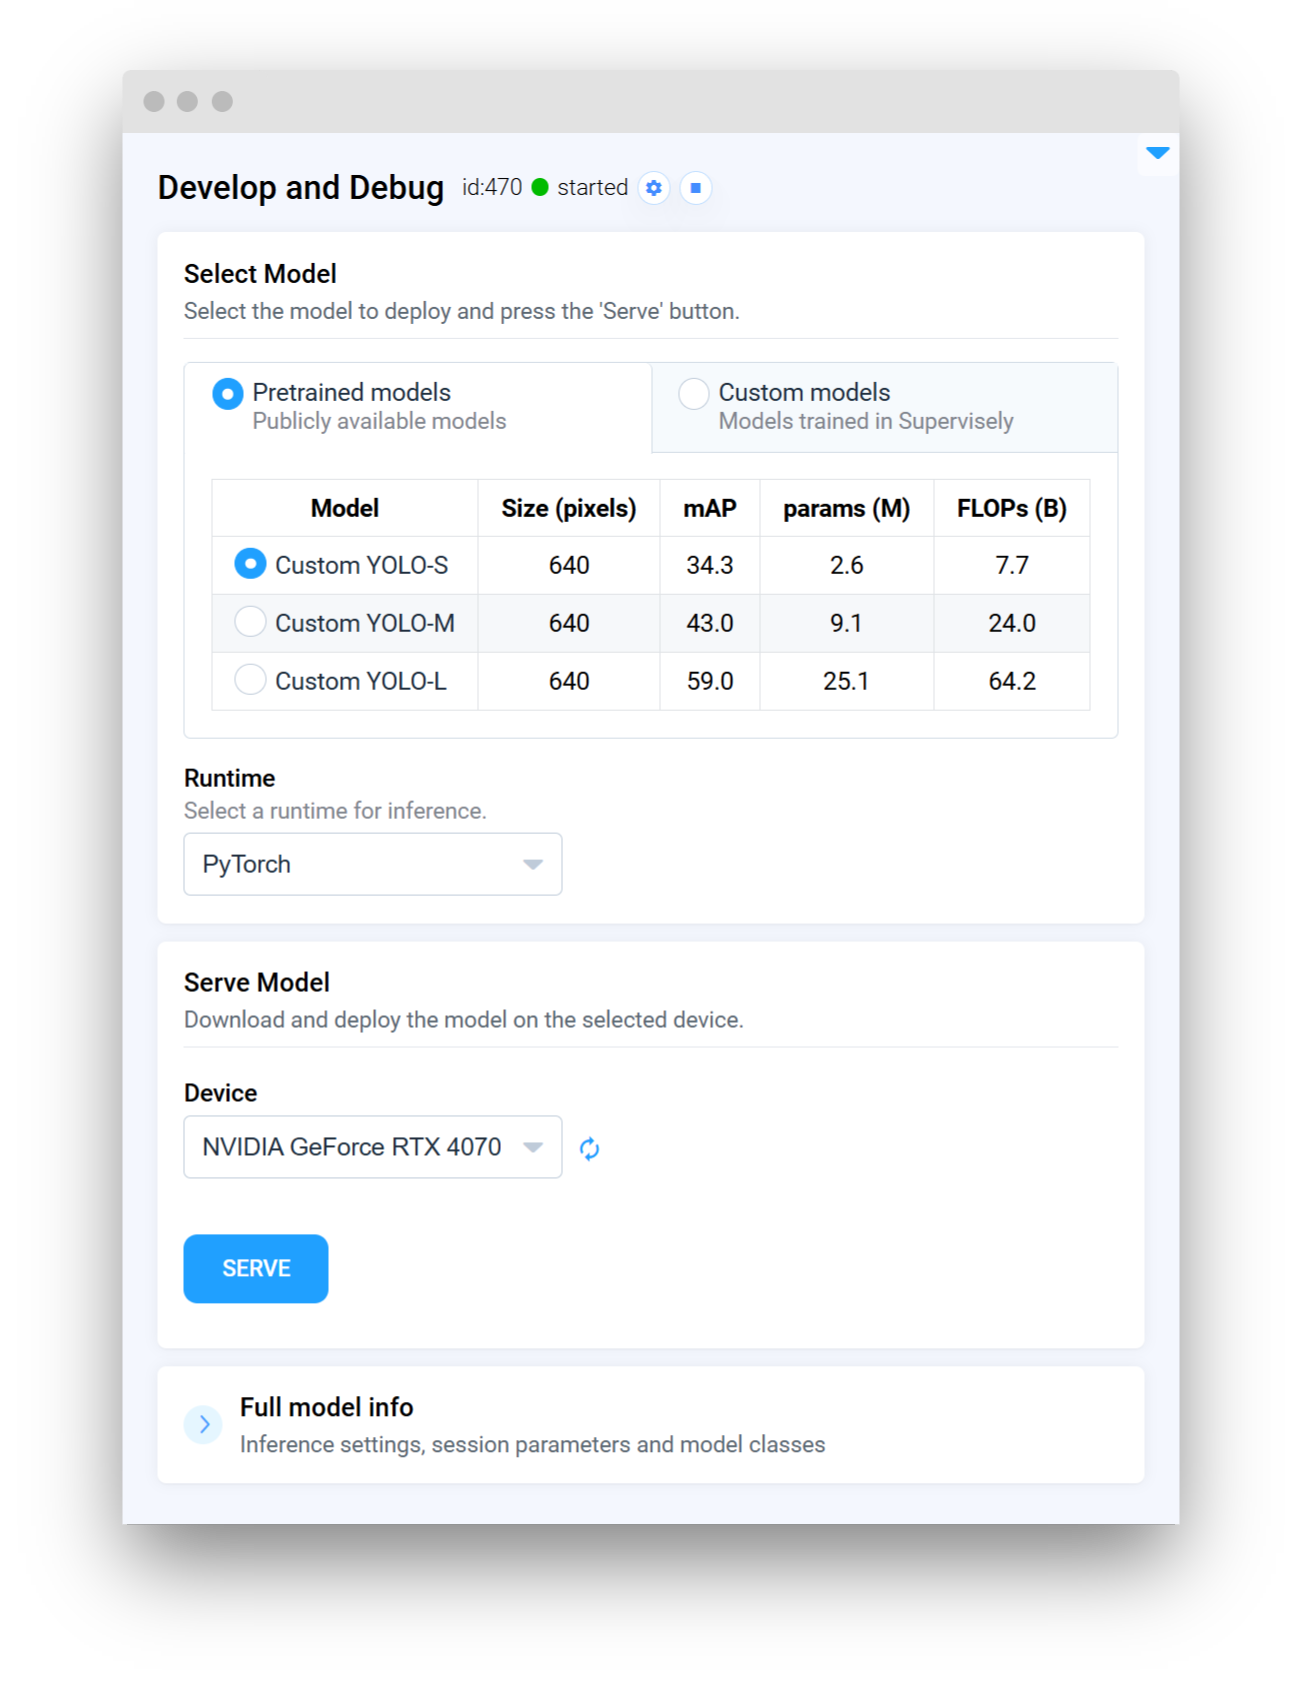 Develop and Debug id:470 started
Select Model
Select the model to deploy and press the 'Serve' button.
Pretrained models
Publicly available models
Custom models
Models trained in Supervisely
Model Size (pixels) mAP params (M) FLOPs (B)
Custom YOLO-S 640 34.3 2.6 7.7
Custom YOLO-M 640 43.0 9.1 24.0
Custom YOLO-L 640 59.0 25.1 64.2
Runtime
Select a runtime for inference.
PyTorch
Serve Model
Download and deploy the model on the selected device.
Device
NVIDIA GeForce RTX 4070
SERVE
Full model info
Inference settings, session parameters and model classes